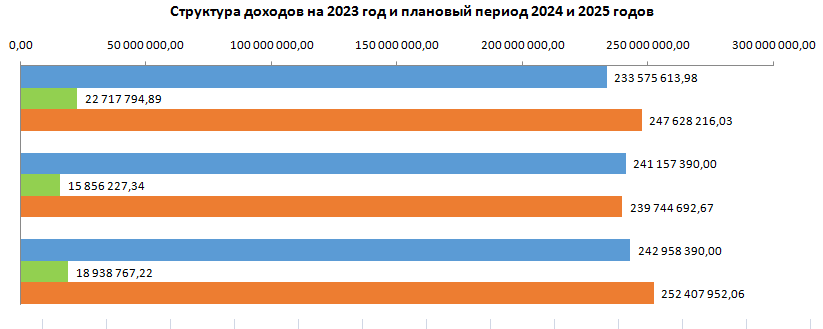 Структура доходов на 2023 год и плановый период 2024 и 2025 годов
0,00 50 000 000,00 100 000 000,00 150 000 000,00 200 000 000,00 250 000 000,00 300 000 000,00
233 575 613,98
22 717 794,89
247 628 216,03
241 157 390,00
15 856 227,34
239 744 692,67
242 958 390,00
18 938 767,22
252 407 952,06